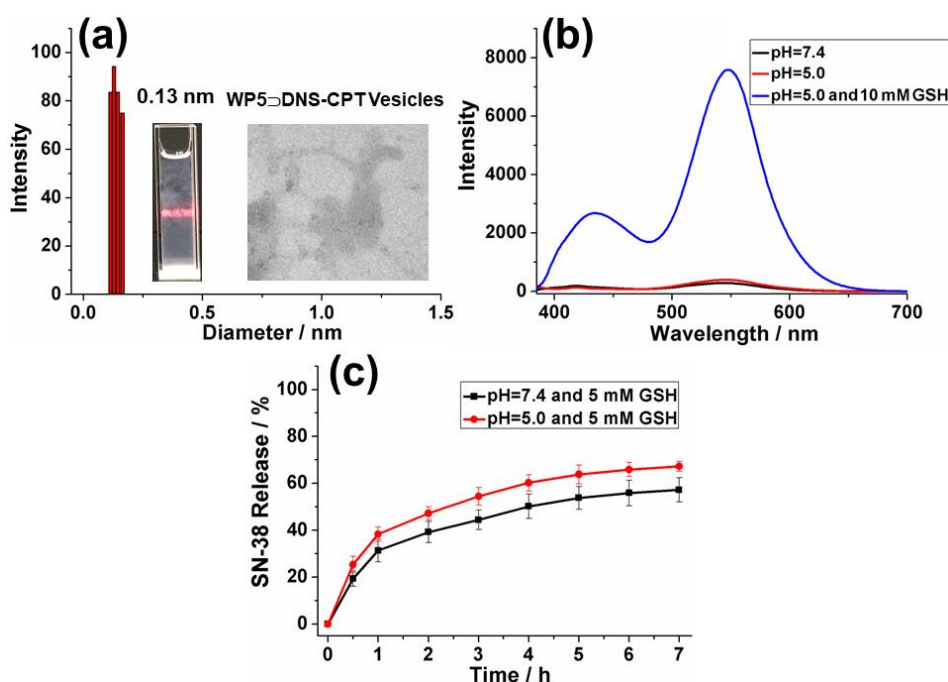 (a)
100
80
60
40
20
0
Intensity
0.13 nm
WP5⊃DNS-CPT Vesicles
0.0
0.5
1.0
1.5
Diameter / nm
(b)
8000
6000
4000
2000
0
Intensity
pH=7.4
pH=5.0
pH=5.0 and 10 mM GSH
400
500
600
700
Wavelength / nm
(c)
100
80
60
40
20
0
SN-38 Release / %
pH=7.4 and 5 mM GSH
pH=5.0 and 5 mM GSH
0
1
2
3
4
5
6
7
Time / h